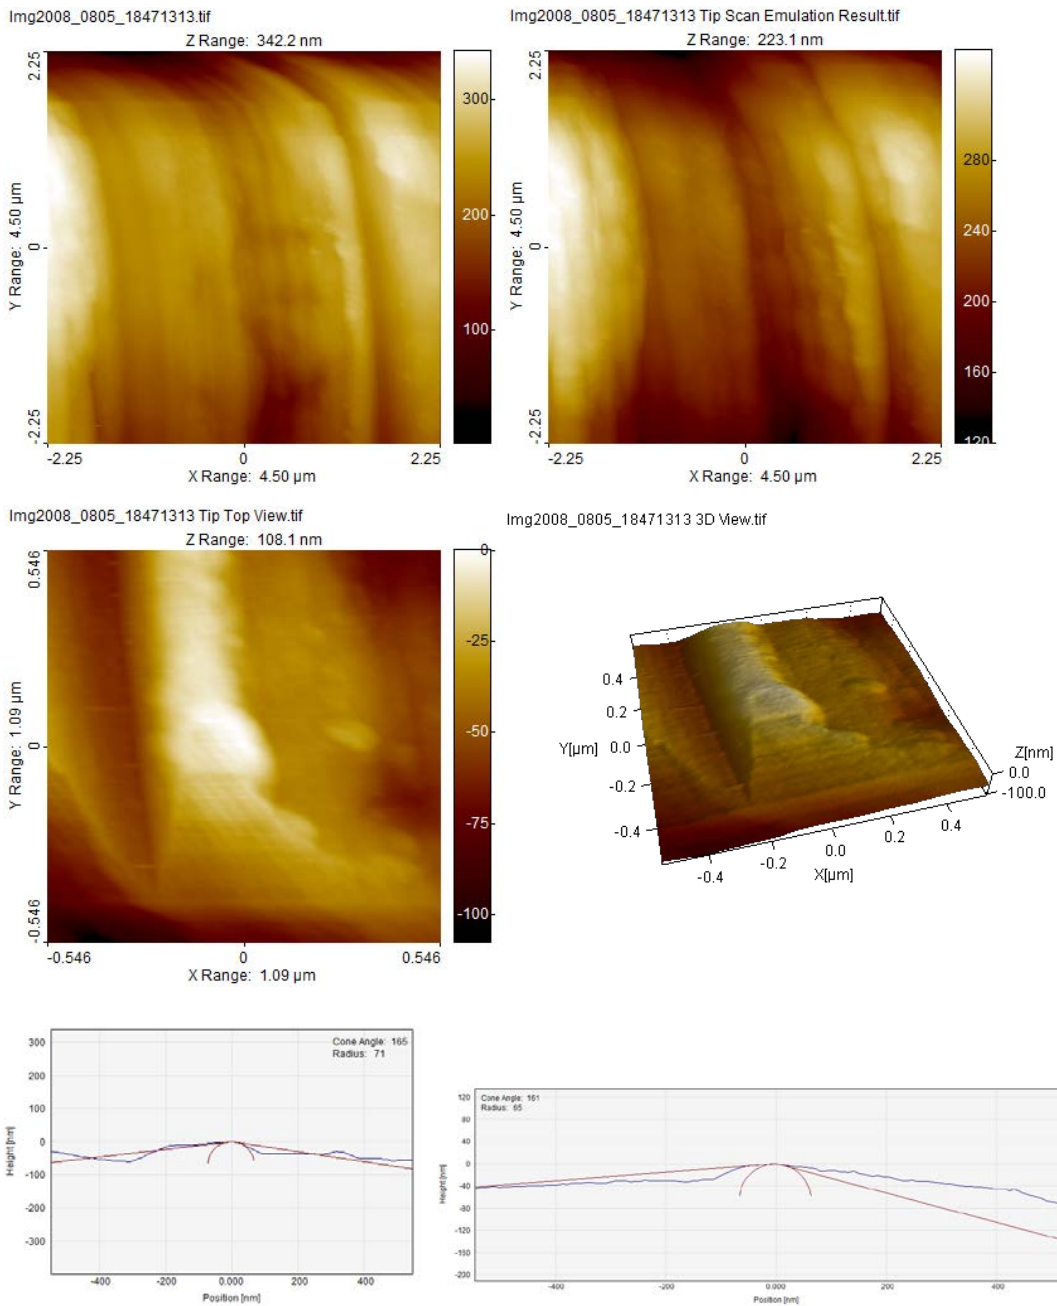 Img2008_0805_18471313.tif
Z Range: 342.2 nm
2.25
300
200
Y Range: 4.50 µm
0
100
-2.25
-2.25
0
2.25
X Range: 4.50 µm
Img2008_0805_18471313 Tip Scan Emulation Result.tif
Z Range: 223.1 nm
2.25
280
240
Y Range: 4.50 µm
0
200
160
-2.25
120
-2.25
0
2.25
X Range: 4.50 µm
Img2008_0805_18471313 Tip Top View.tif
Z Range: 108.1 nm
0.546
0
-25
Y Range: 1.09 µm
0
-50
-75
-100
-0.546
-0.546
0
0.546
X Range: 1.09 µm
Img2008_0805_18471313 3D View.tif
0.4
0.2
Y[µm]
0.0
-0.2
-0.4
Z[nm]
0.0
-100.0
-0.4
-0.2
0.0
0.2
0.4
X[µm]
Cone Angle: 165
Radius: 71
300
200
100
0
-100
-200
-300
Height [nm]
-400
-200
0.000
200
400
Position [nm]
Cone Angle: 161
Radius: 65
120
80
40
0
-40
-80
-120
-150
-200
Height [nm]
-400
-200
0.000
200
400
Position [nm]